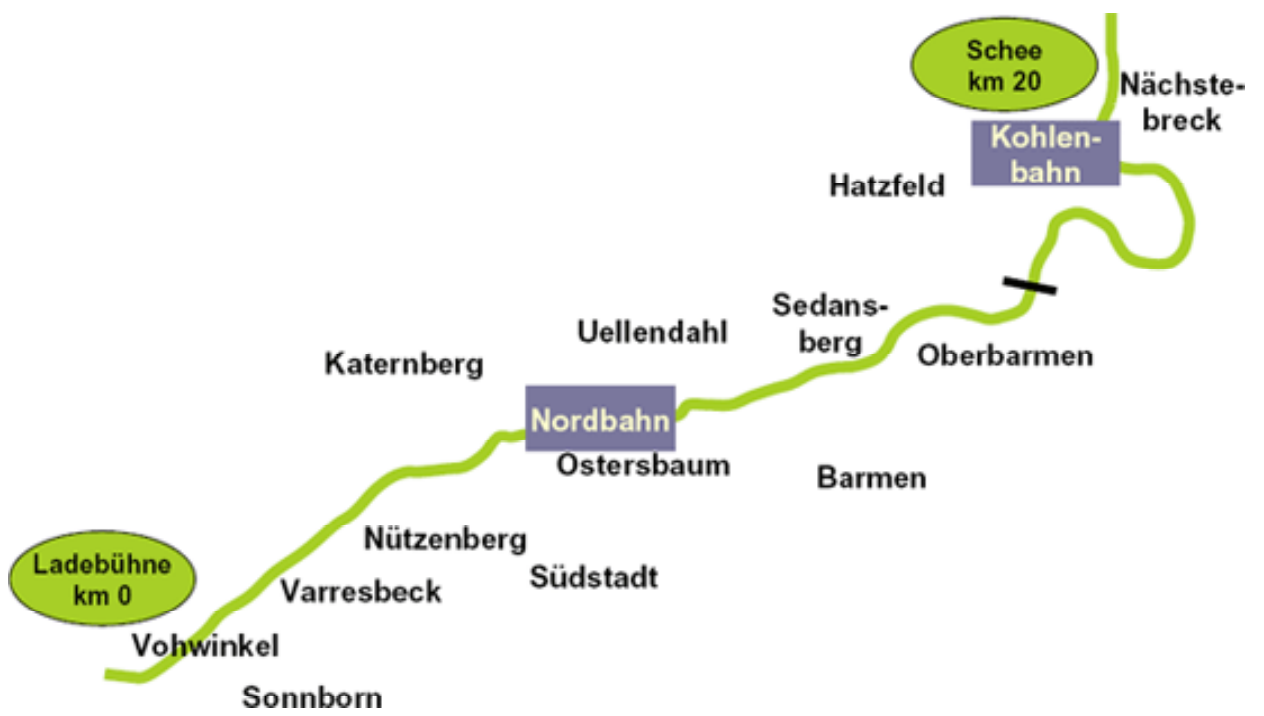 Schee
km 20
Nächste-
breck
Kohlen-
bahn
Hatzfeld
Sedans-
berg
Uellendahl
Oberbarmen
Katernberg
Nordbahn
Ostersbaum
Barmen
Nützenberg
Südstadt
Ladebühne
km 0
Varresbeck
Vohwinkel
Sonnborn